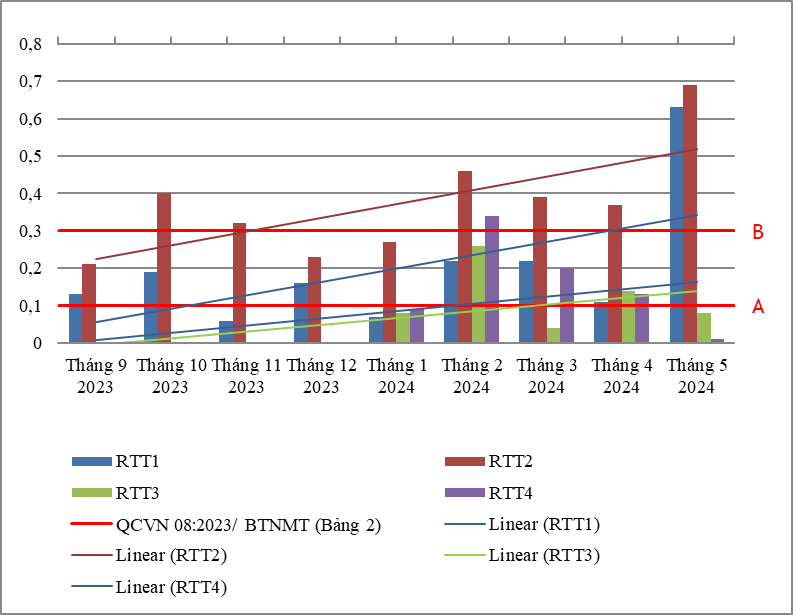 0,8
0,7
0,6
0,5
0,4
0,3
0,2
0,1
0
B
A
Tháng 9 Tháng 10 Tháng 11 Tháng 12 Tháng 1 Tháng 2 Tháng 3 Tháng 4 Tháng 5
2023 2023 2023 2023 2024 2024 2024 2024 2024
RTT1 RTT2
RTT3 RTT4
QCVN 08:2023/ BTNMT (Bảng 2) Linear (RTT1)
Linear (RTT2) Linear (RTT3)
Linear (RTT4)